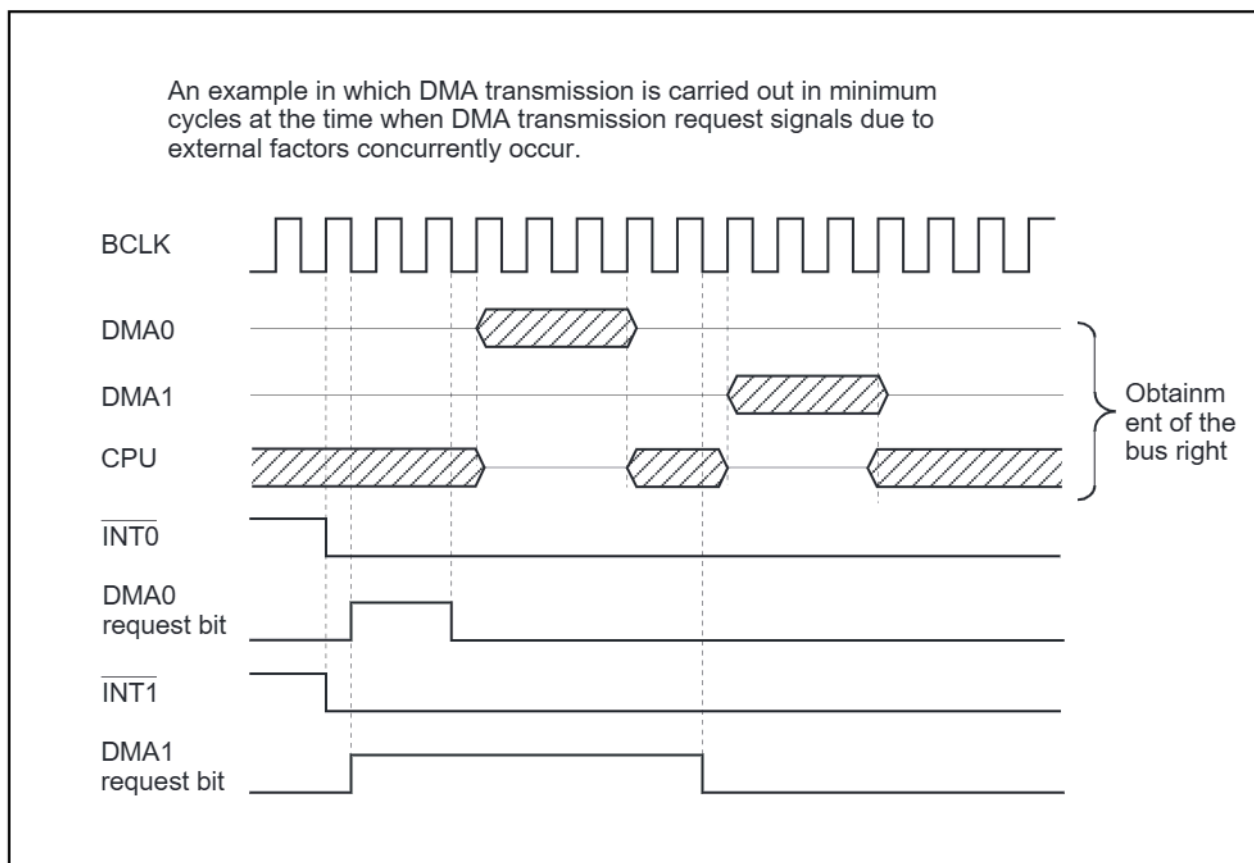 An example in which DMA transmission is carried out in minimum
cycles at the time when DMA transmission request signals due to
external factors concurrently occur.
BCLK
DMA0
DMA1
CPU
Obtainm
ent of the
bus right
INT0
DMA0
request bit
INT1
DMA1
request bit